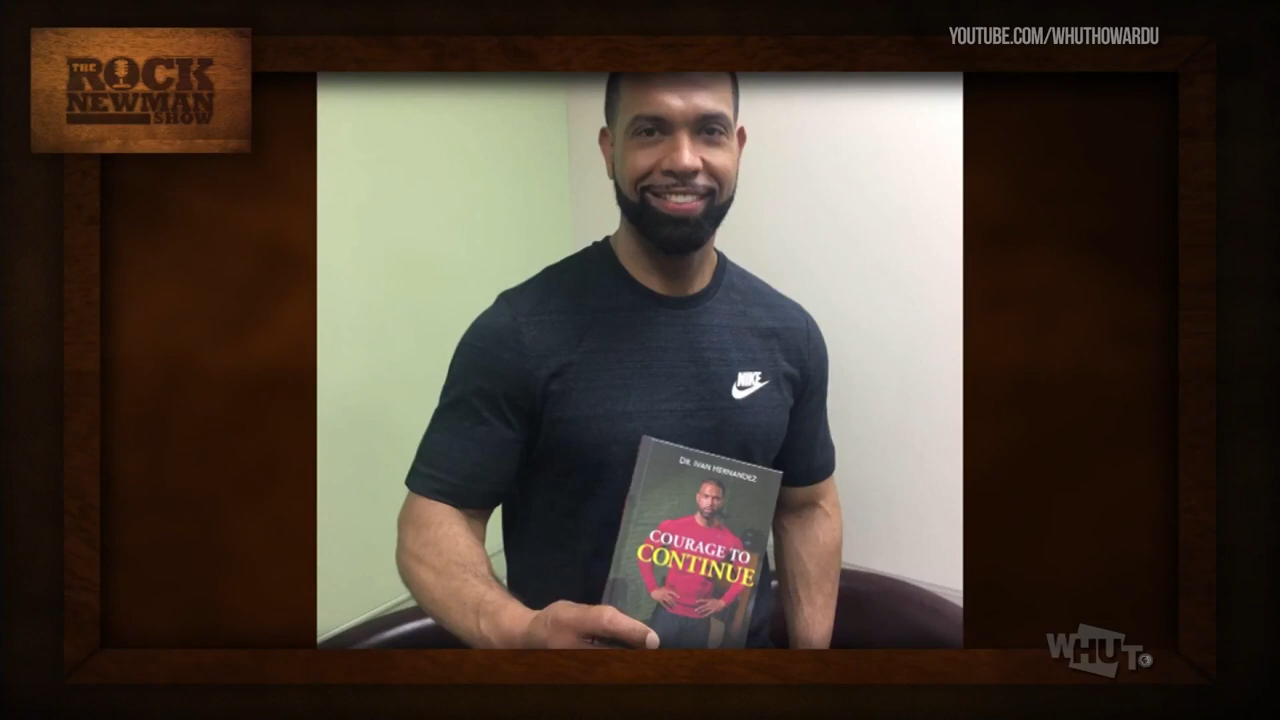 YOUTUBE.COM/WHUTHOWARDU
THE
ROCK
NEWMAN
SHOW
NIKE
DR. IVAN HERNANDEZ
COURAGE TO
CONTINUE
WHUT